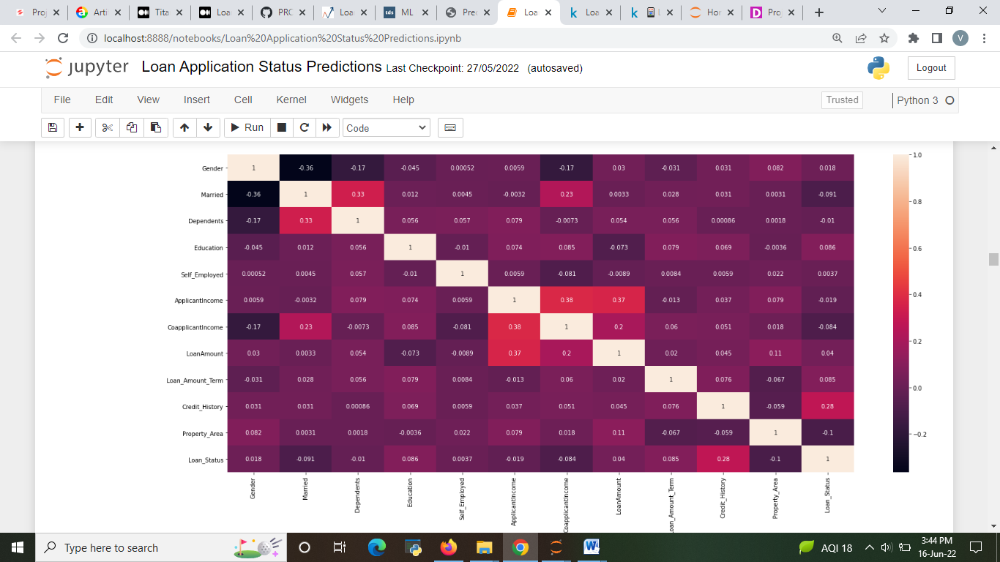 Proj
Arti
Tita
Loa
PRC
Loa
tds ML
Prec
Loa
k Loa
k L
Hor
D Proj
localhost:8888/notebooks/Loan%20Application%20Status%20Predictions.ipynb
V
jupyter Loan Application Status Predictions Last Checkpoint: 27/05/2022 (autosaved)
Logout
File Edit View Insert Cell Kernel Widgets Help
Trusted
Python 3
Run
Code
Gender 1 -0.36 -0.17 -0.045 0.00052 0.0059 -0.17 0.03 -0.031 0.031 0.082 0.018
Married -0.36 1 0.33 0.012 0.0045 -0.0032 0.23 0.0033 0.028 0.031 0.0031 -0.091
Dependents -0.17 0.33 1 0.056 0.057 0.079 -0.0073 0.054 0.056 0.00086 0.0018 -0.01
Education -0.045 0.012 0.056 1 -0.01 0.074 0.085 -0.073 0.079 0.069 -0.0036 0.086
Self_Employed 0.00052 0.0045 0.057 -0.01 1 0.0059 -0.081 -0.0089 0.0084 0.0059 0.022 0.0037
ApplicantIncome 0.0059 -0.0032 0.079 0.074 0.0059 1 0.38 0.37 -0.013 0.037 0.079 -0.019
CoapplicantIncome -0.17 0.23 -0.0073 0.085 -0.081 0.38 1 0.2 0.06 0.051 0.018 -0.084
LoanAmount 0.03 0.0033 0.054 -0.073 -0.0089 0.37 0.2 1 0.02 0.045 0.11 0.04
Loan_Amount_Term -0.031 0.028 0.056 0.079 0.0084 -0.013 0.06 0.02 1 0.076 -0.067 0.085
Credit_History 0.031 0.031 0.00086 0.069 0.0059 0.037 0.051 0.045 0.076 1 -0.059 0.28
Property_Area 0.082 0.0031 0.0018 -0.0036 0.022 0.079 0.018 0.11 -0.067 -0.059 1 -0.1
Loan_Status 0.018 -0.091 -0.01 0.086 0.0037 -0.019 -0.084 0.04 0.085 0.28 -0.1 1
Gender
Married
Dependents
Education
Self_Employed
ApplicantIncome
CoapplicantIncome
LoanAmount
oan_Amount_Term
Credit_History
Property_Area
Loan_Status
1.0
0.8
0.6
0.4
0.2
0.0
-0.2
Type here to search
AQI 18
3:44 PM
16-Jun-22